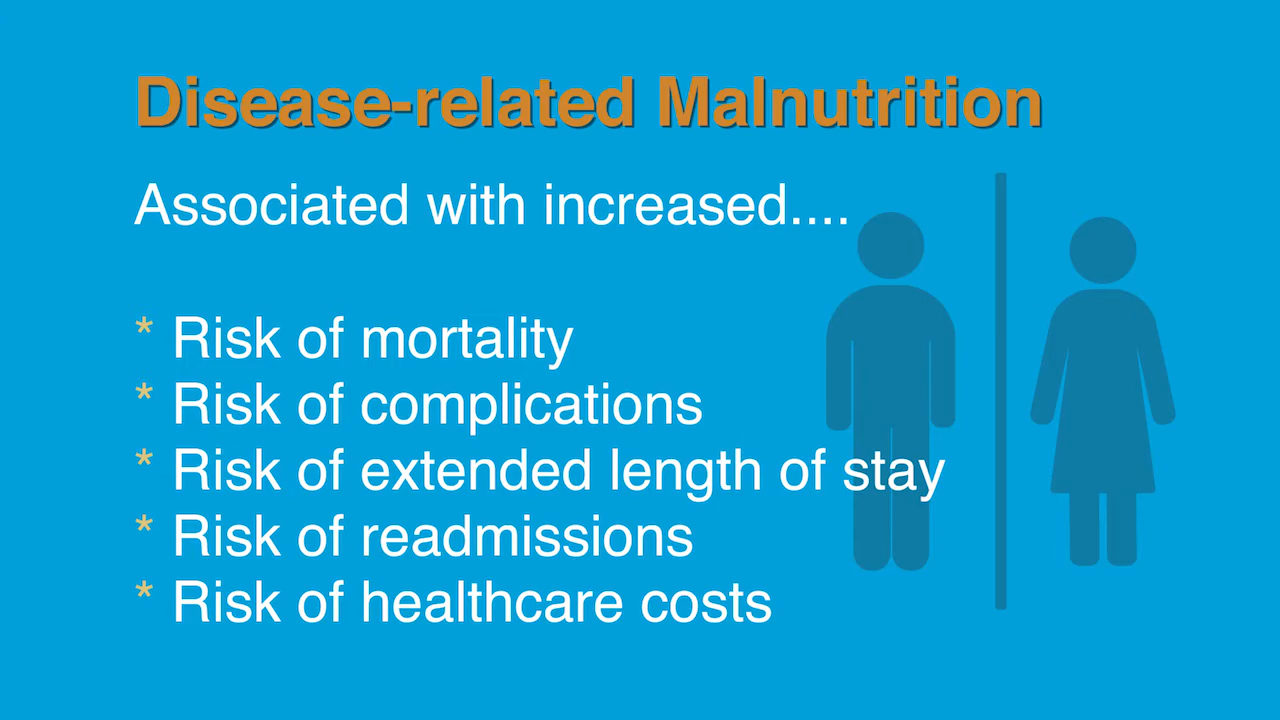 Disease-related Malnutrition
Associated with increased....
* Risk of mortality
* Risk of complications
* Risk of extended length of stay
* Risk of readmissions
* Risk of healthcare costs